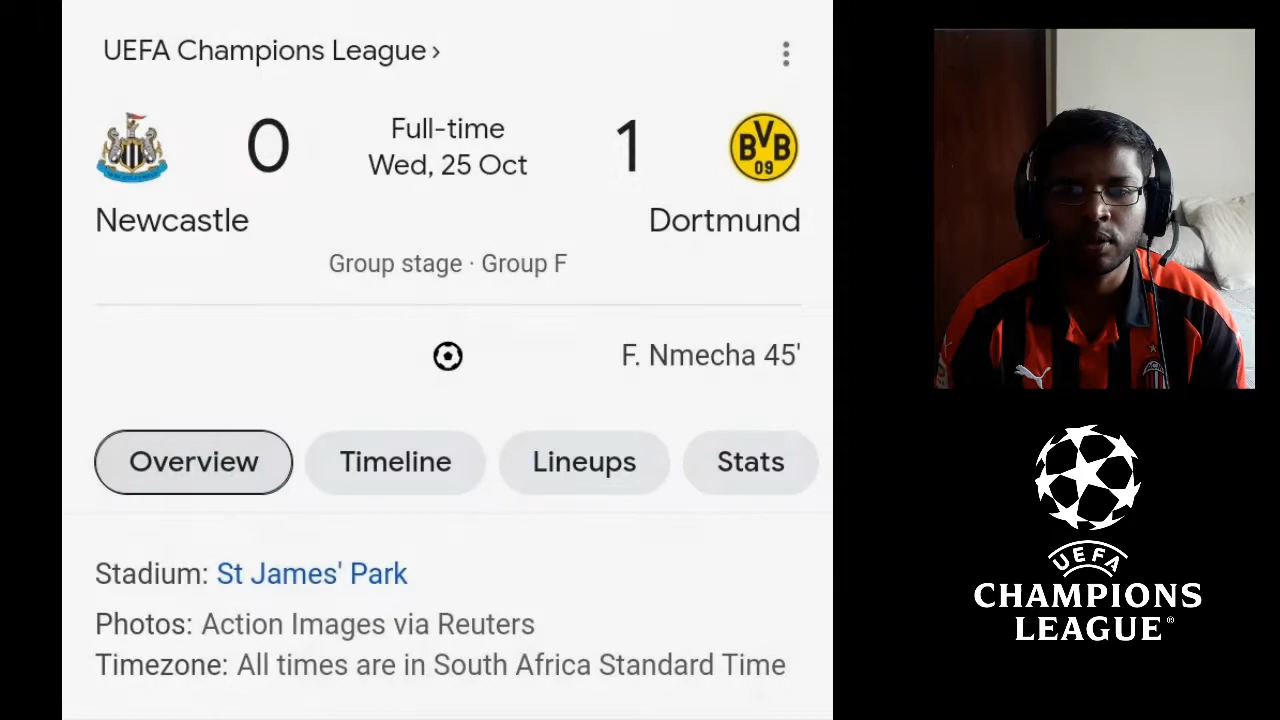 UEFA Champions League ›
0
Full-time
1
Wed, 25 Oct
BVB
09
Newcastle
Dortmund
Group stage · Group F
F. Nmecha 45'
Overview
Timeline
Lineups
Stats
Stadium: St James' Park
Photos: Action Images via Reuters
Timezone: All times are in South Africa Standard Time
UEFA
CHAMPIONS
LEAGUE®